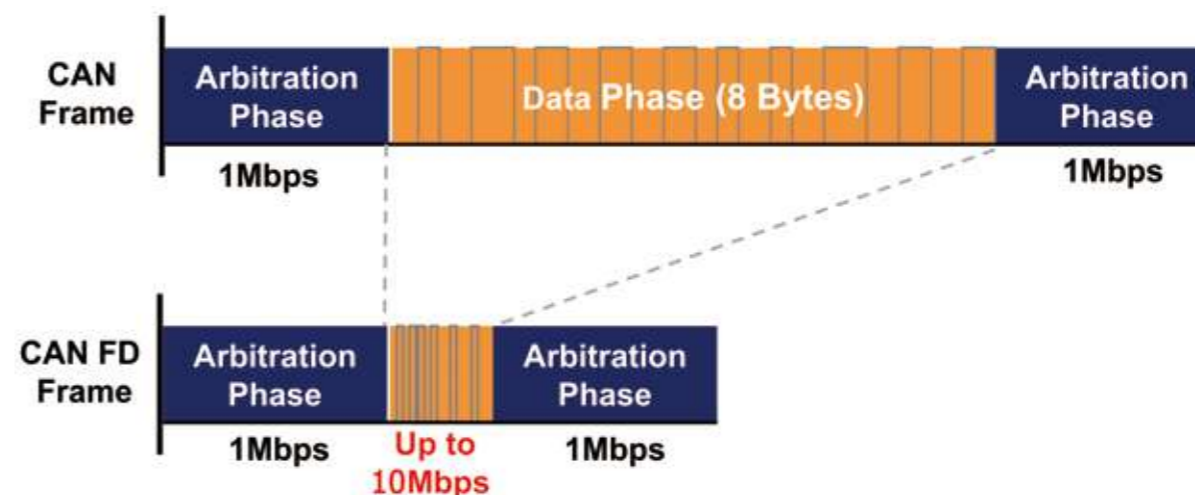 CAN
Frame
Arbitration
Phase
Data Phase (8 Bytes)
Arbitration
Phase
1Mbps
1Mbps
CAN FD
Frame
Arbitration
Phase
Arbitration
Phase
1Mbps
Up to
10Mbps
1Mbps